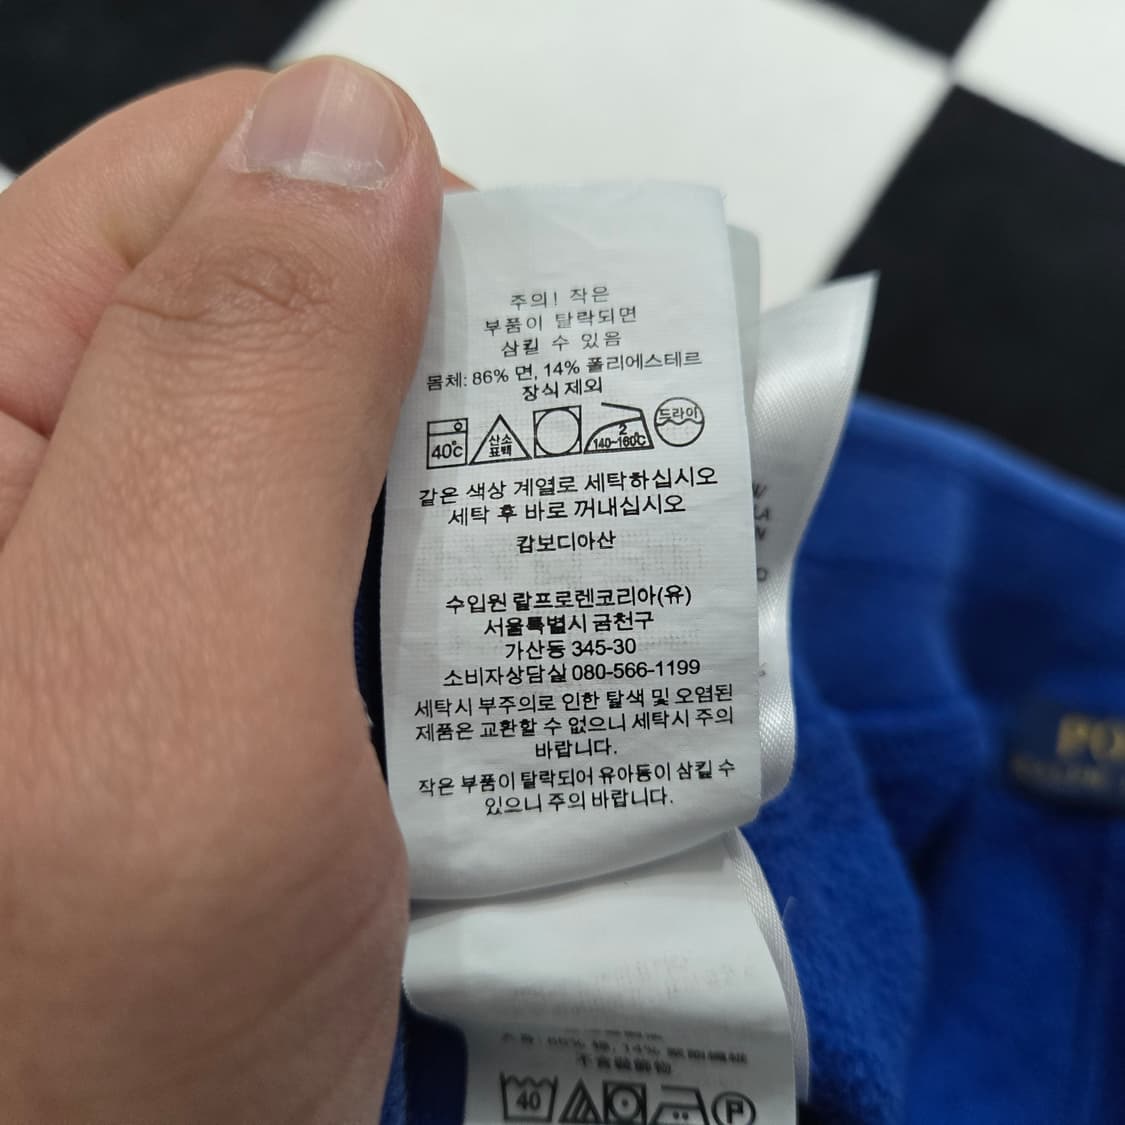 주의! 작은
부품이 탈락되면
삼킬 수 있음
몸체: 86% 면, 14% 폴리에스테르
장식 제외
40℃
산소
표백
2
140~160℃
드라이
같은 색상 계열로 세탁하십시오
세탁 후 바로 꺼내십시오
캄보디아산
수입원 랄프로렌코리아(유)
서울특별시 금천구
가산동 345-30
소비자상담실 080-566-1199
세탁시 부주의로 인한 탈색 및 오염된
제품은 교환할 수 없으니 세탁시 주의
바랍니다.
작은 부품이 탈락되어 유아등이 삼킬 수
있으니 주의 바랍니다.
40
P
PO